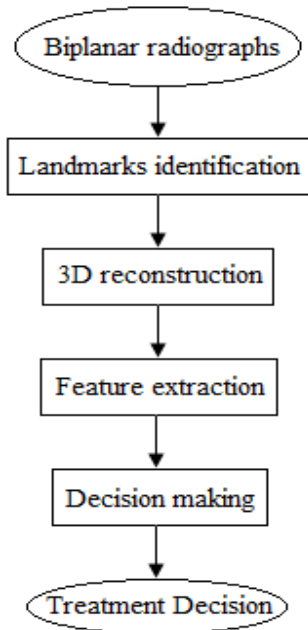 Biplanar radiographs
Landmarks identification
3D reconstruction
Feature extraction
Decision making
Treatment Decision